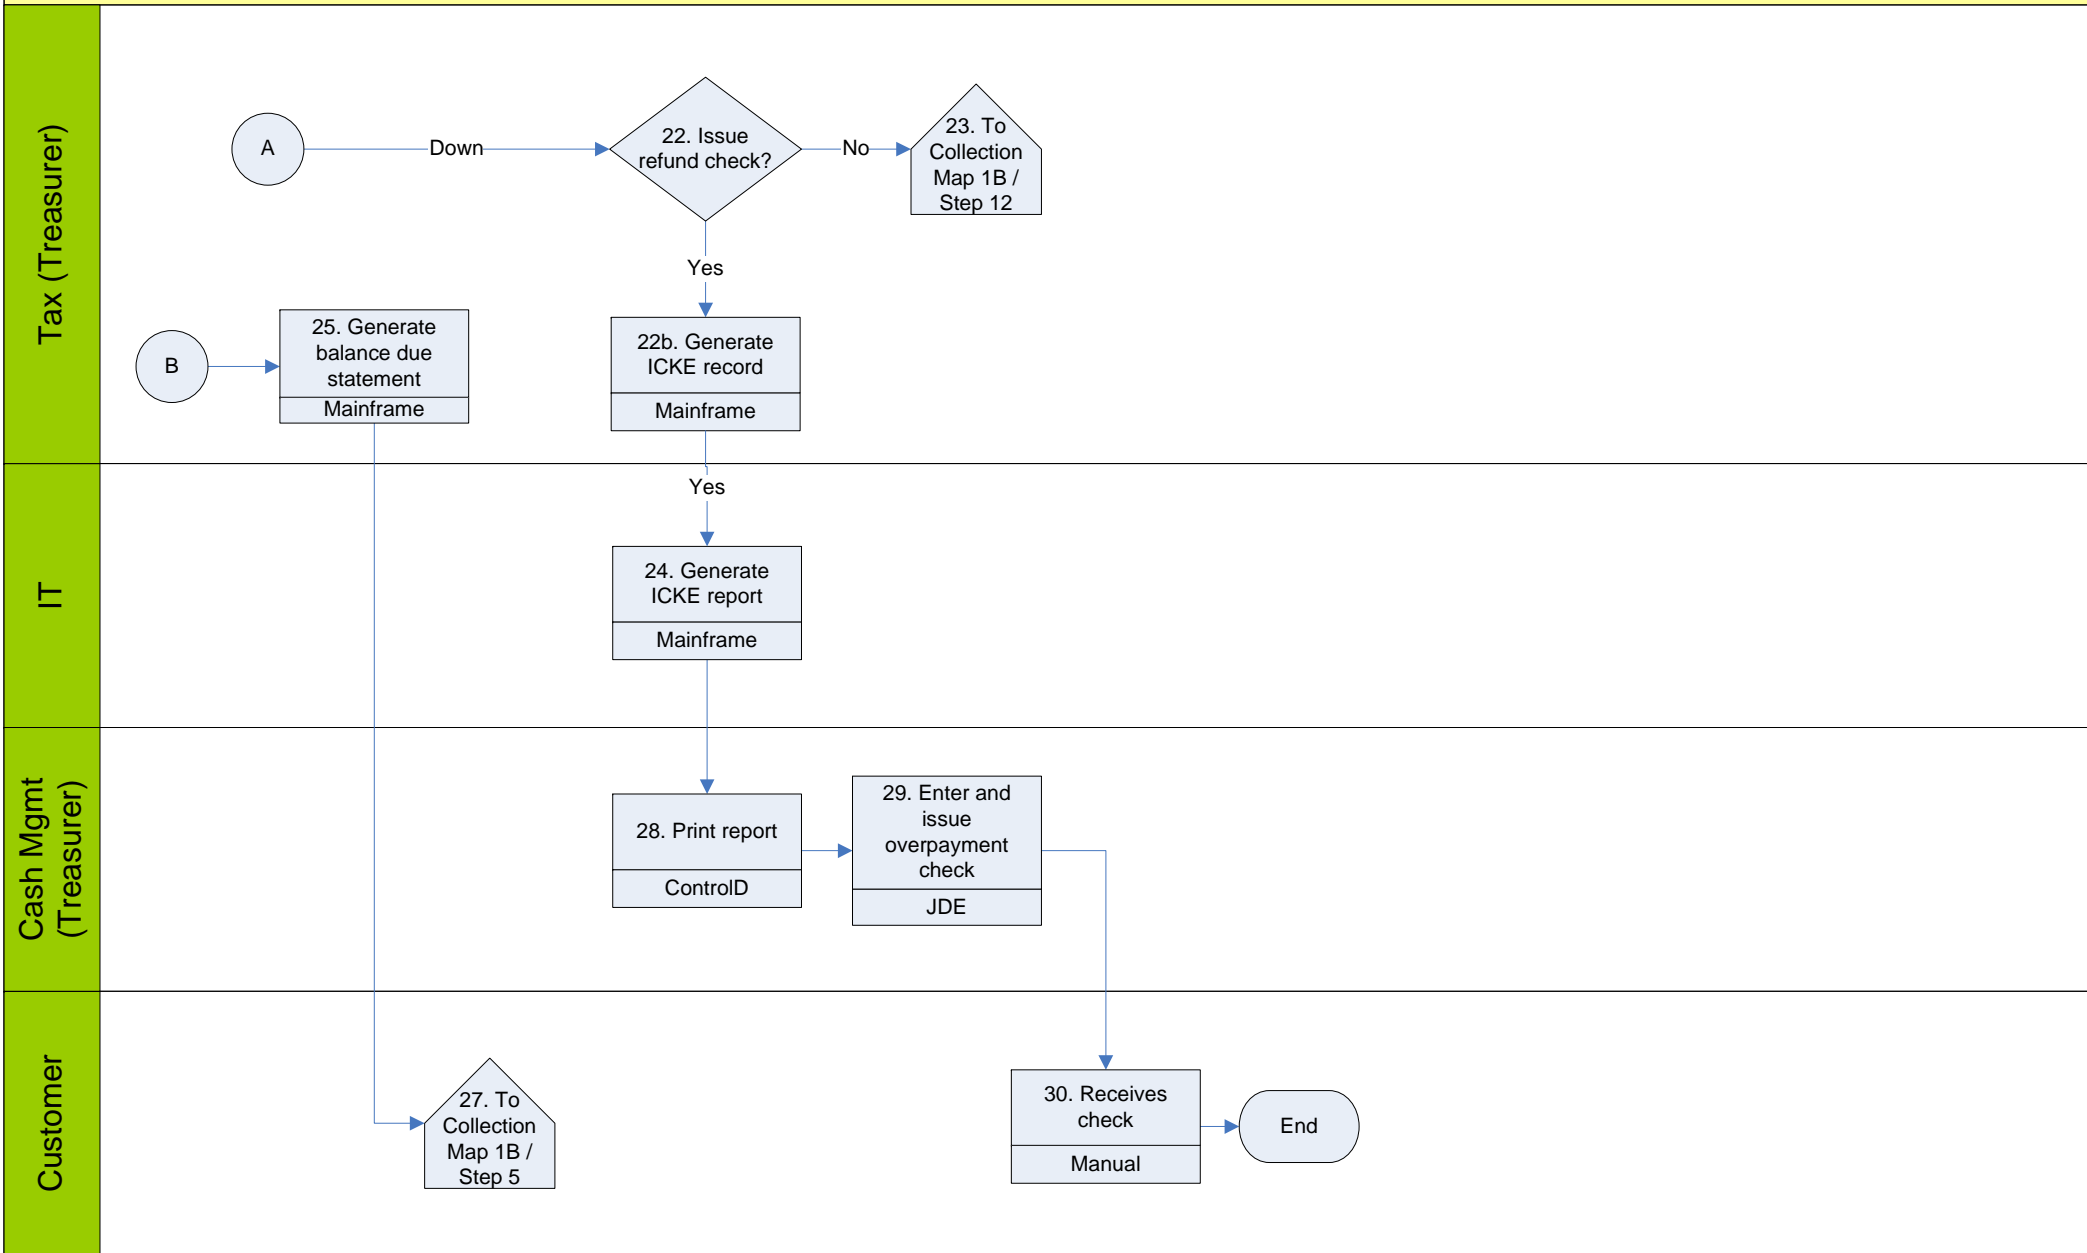 Tax (Treasurer)
A
Down
22. Issue
refund check?
No
23. To
Collection
Map 1B /
Step 12
Yes
B
25. Generate
balance due
statement
Mainframe
22b. Generate
ICKE record
Mainframe
IT
Yes
24. Generate
ICKE report
Mainframe
Cash Mgmt
(Treasurer)
28. Print report
ControlD
29. Enter and
issue
overpayment
check
JDE
Customer
27. To
Collection
Map 1B /
Step 5
30. Receives
check
Manual
End